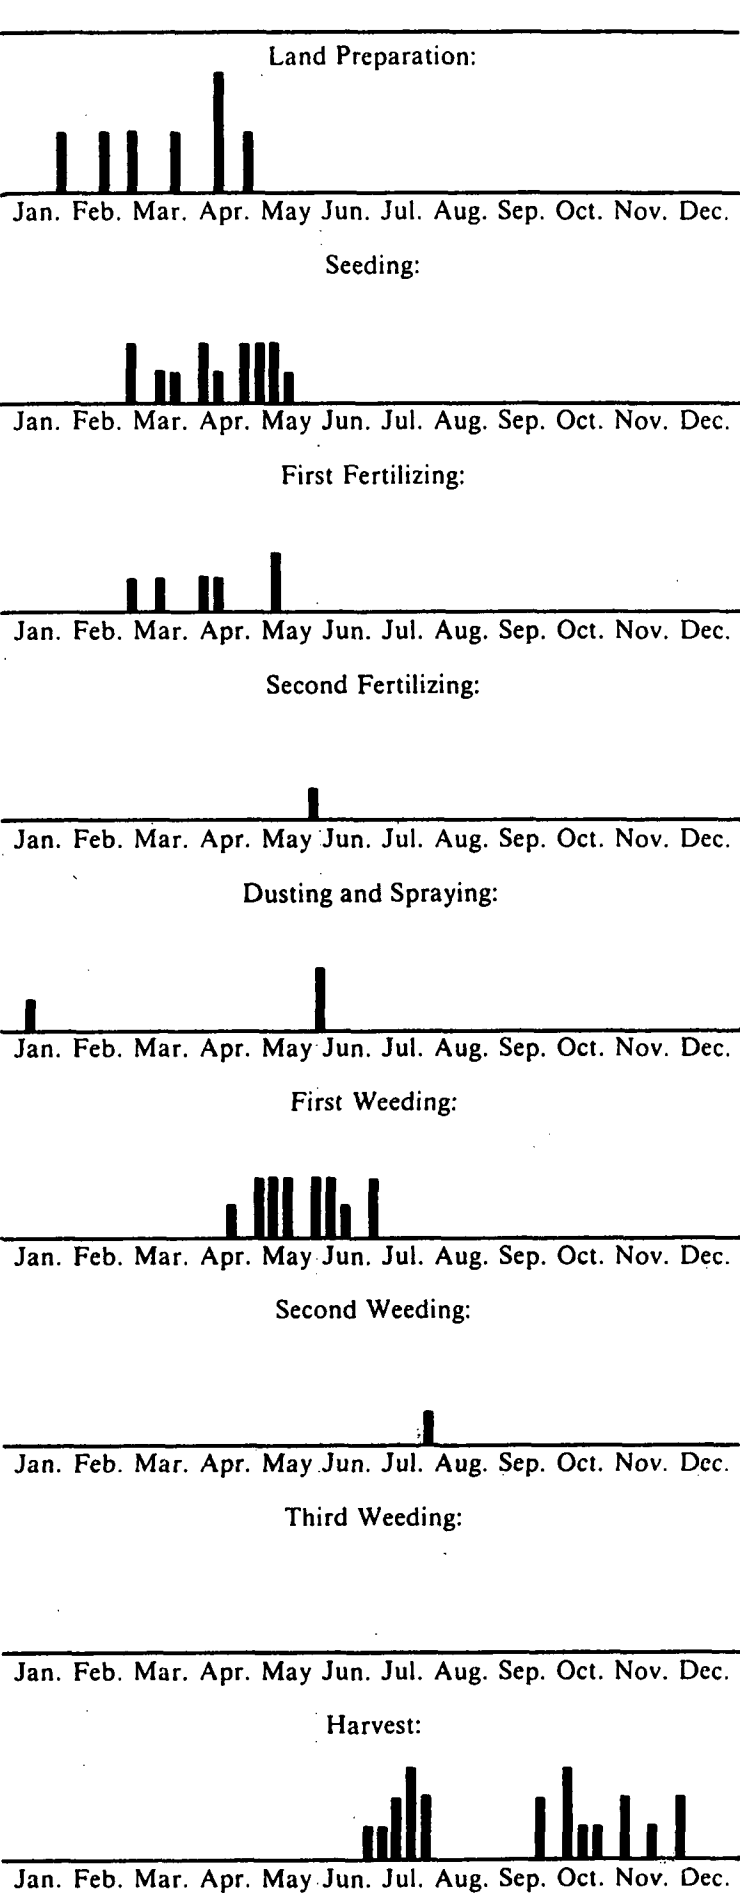 Land Preparation:
Jan. Feb. Mar. Apr. May Jun. Jul. Aug. Sep. Oct. Nov. Dec.
Seeding:
Jan. Feb. Mar. Apr. May Jun. Jul. Aug. Sep. Oct. Nov. Dec.
First Fertilizing:
Jan. Feb. Mar. Apr. May Jun. Jul. Aug. Sep. Oct. Nov. Dec.
Second Fertilizing:
Jan. Feb. Mar. Apr. May Jun. Jul. Aug. Sep. Oct. Nov. Dec.
Dusting and Spraying:
Jan. Feb. Mar. Apr. May Jun. Jul. Aug. Sep. Oct. Nov. Dec.
First Weeding:
Jan. Feb. Mar. Apr. May Jun. Jul. Aug. Sep. Oct. Nov. Dec.
Second Weeding:
Jan. Feb. Mar. Apr. May Jun. Jul. Aug. Sep. Oct. Nov. Dec.
Third Weeding:
Jan. Feb. Mar. Apr. May Jun. Jul. Aug. Sep. Oct. Nov. Dec.
Harvest:
Jan. Feb. Mar. Apr. May Jun. Jul. Aug. Sep. Oct. Nov. Dec.